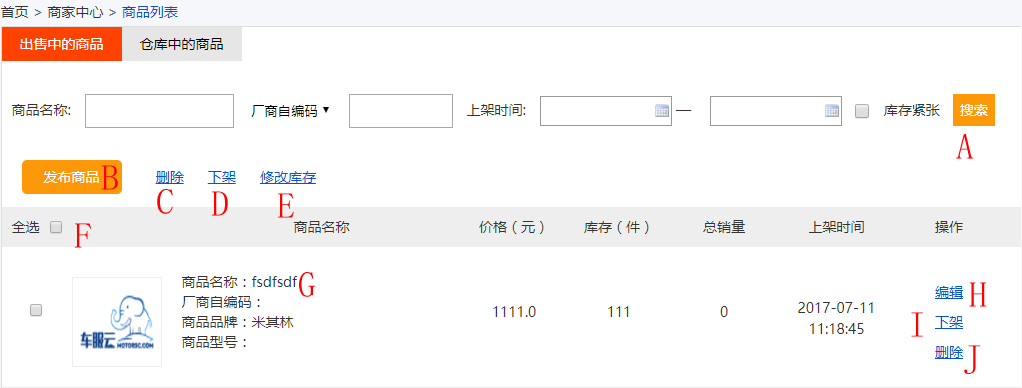 首页 > 商家中心 > 商品列表
出售中的商品 仓库中的商品
商品名称: 厂商自编码 上架时间: — 库存紧张 搜索
A
发布商品 B 删除 下架 修改库存
C D E
全选 F 商品名称 价格（元） 库存（件） 总销量 上架时间 操作
商品名称：fsdfsdf G
厂商自编码：
商品品牌：米其林
商品型号：
车服云
MOTORSC.COM
1111.0 111 0
2017-07-11
11:18:45
编辑 H
I 下架
删除 J